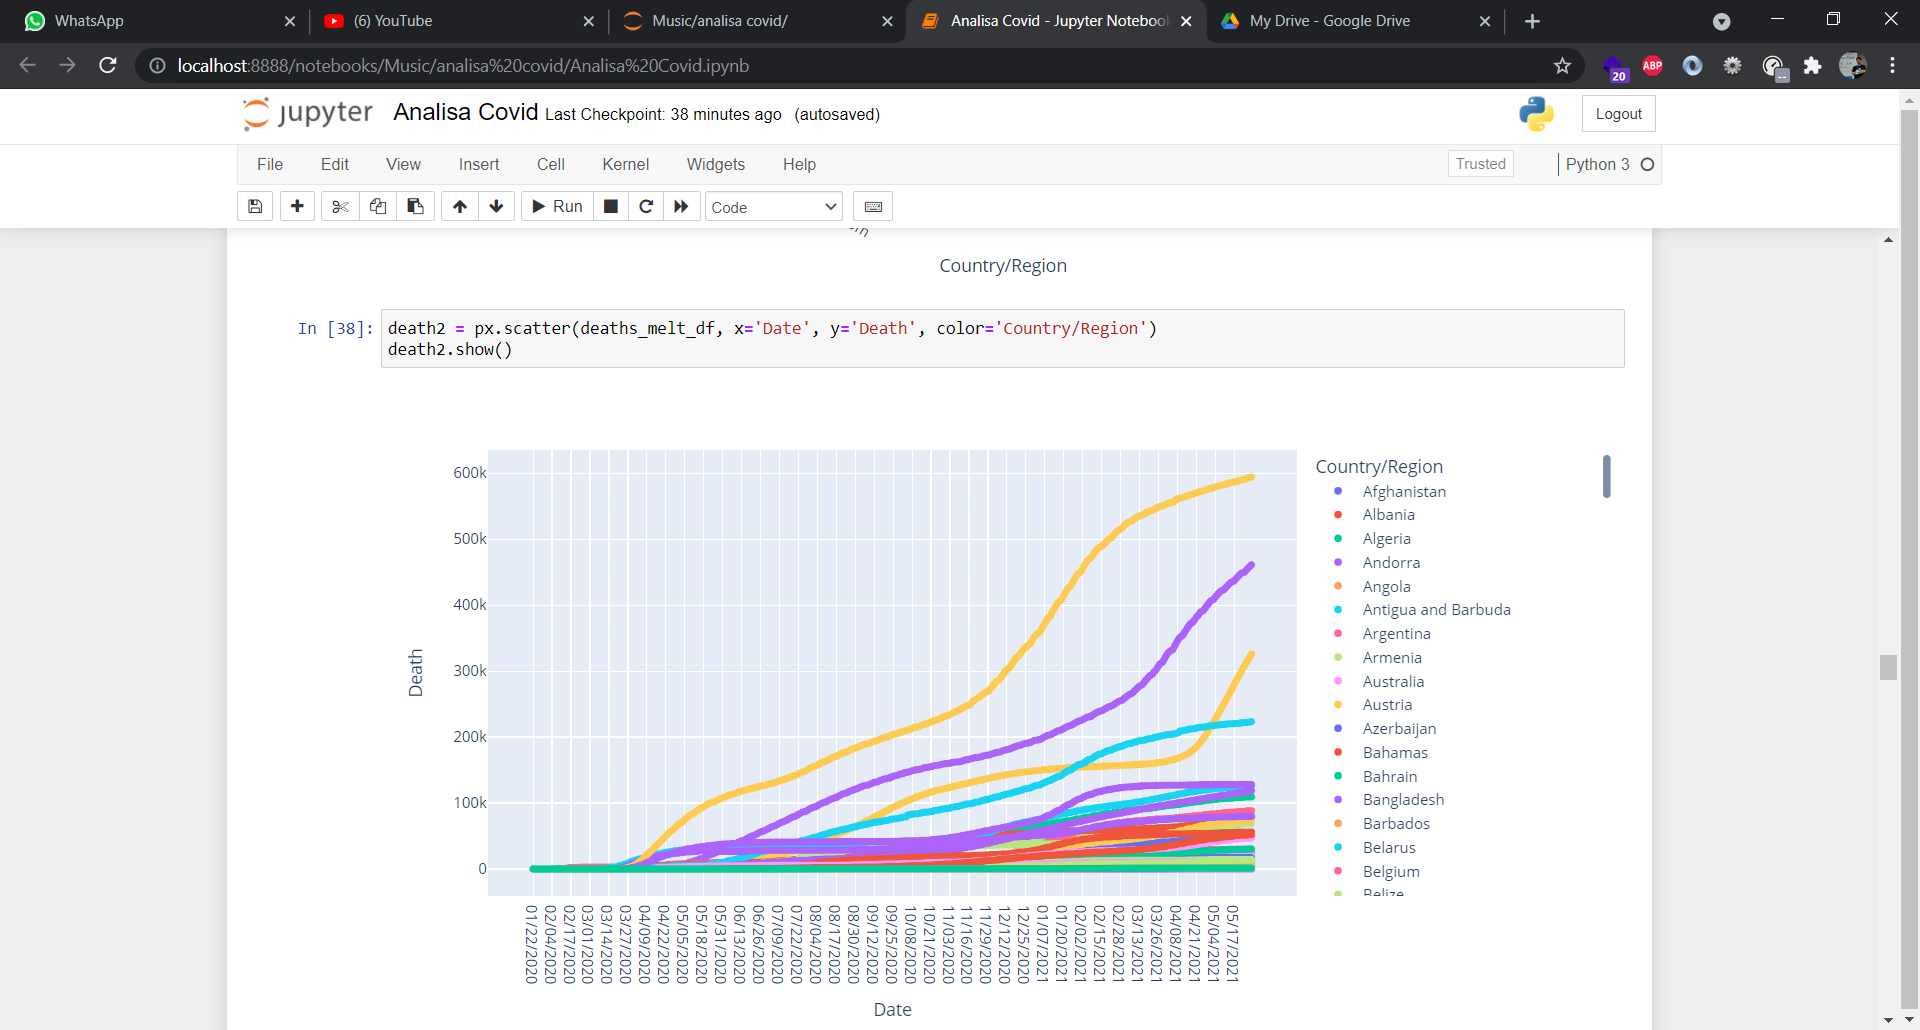 WhatsApp
(6) YouTube
Music/analisa covid/
Analisa Covid - Jupyter Notebook
My Drive - Google Drive
localhost:8888/notebooks/Music/analisa%20covid/Analisa%20Covid.ipynb
20
ABP
jupyter Analisa Covid Last Checkpoint: 38 minutes ago (autosaved)
Logout
File Edit View Insert Cell Kernel Widgets Help
Trusted
Python 3
Run
Code
Country/Region
In [38]: death2 = px.scatter(deaths_melt_df, x='Date', y='Death', color='Country/Region')
death2.show()
600k
500k
400k
300k
200k
100k
0
Death
Country/Region
Afghanistan
Albania
Algeria
Andorra
Angola
Antigua and Barbuda
Argentina
Armenia
Australia
Austria
Azerbaijan
Bahamas
Bahrain
Bangladesh
Barbados
Belarus
Belgium
Belize
01/22/2020
02/04/2020
02/17/2020
03/01/2020
03/14/2020
03/27/2020
04/09/2020
04/22/2020
05/05/2020
05/18/2020
05/31/2020
06/13/2020
06/26/2020
07/09/2020
07/22/2020
08/04/2020
08/17/2020
08/30/2020
09/12/2020
09/25/2020
10/08/2020
10/21/2020
11/03/2020
11/16/2020
11/29/2020
12/12/2020
12/25/2020
01/07/2021
01/20/2021
02/02/2021
02/15/2021
02/28/2021
03/13/2021
03/26/2021
04/08/2021
04/21/2021
05/04/2021
05/17/2021
Date